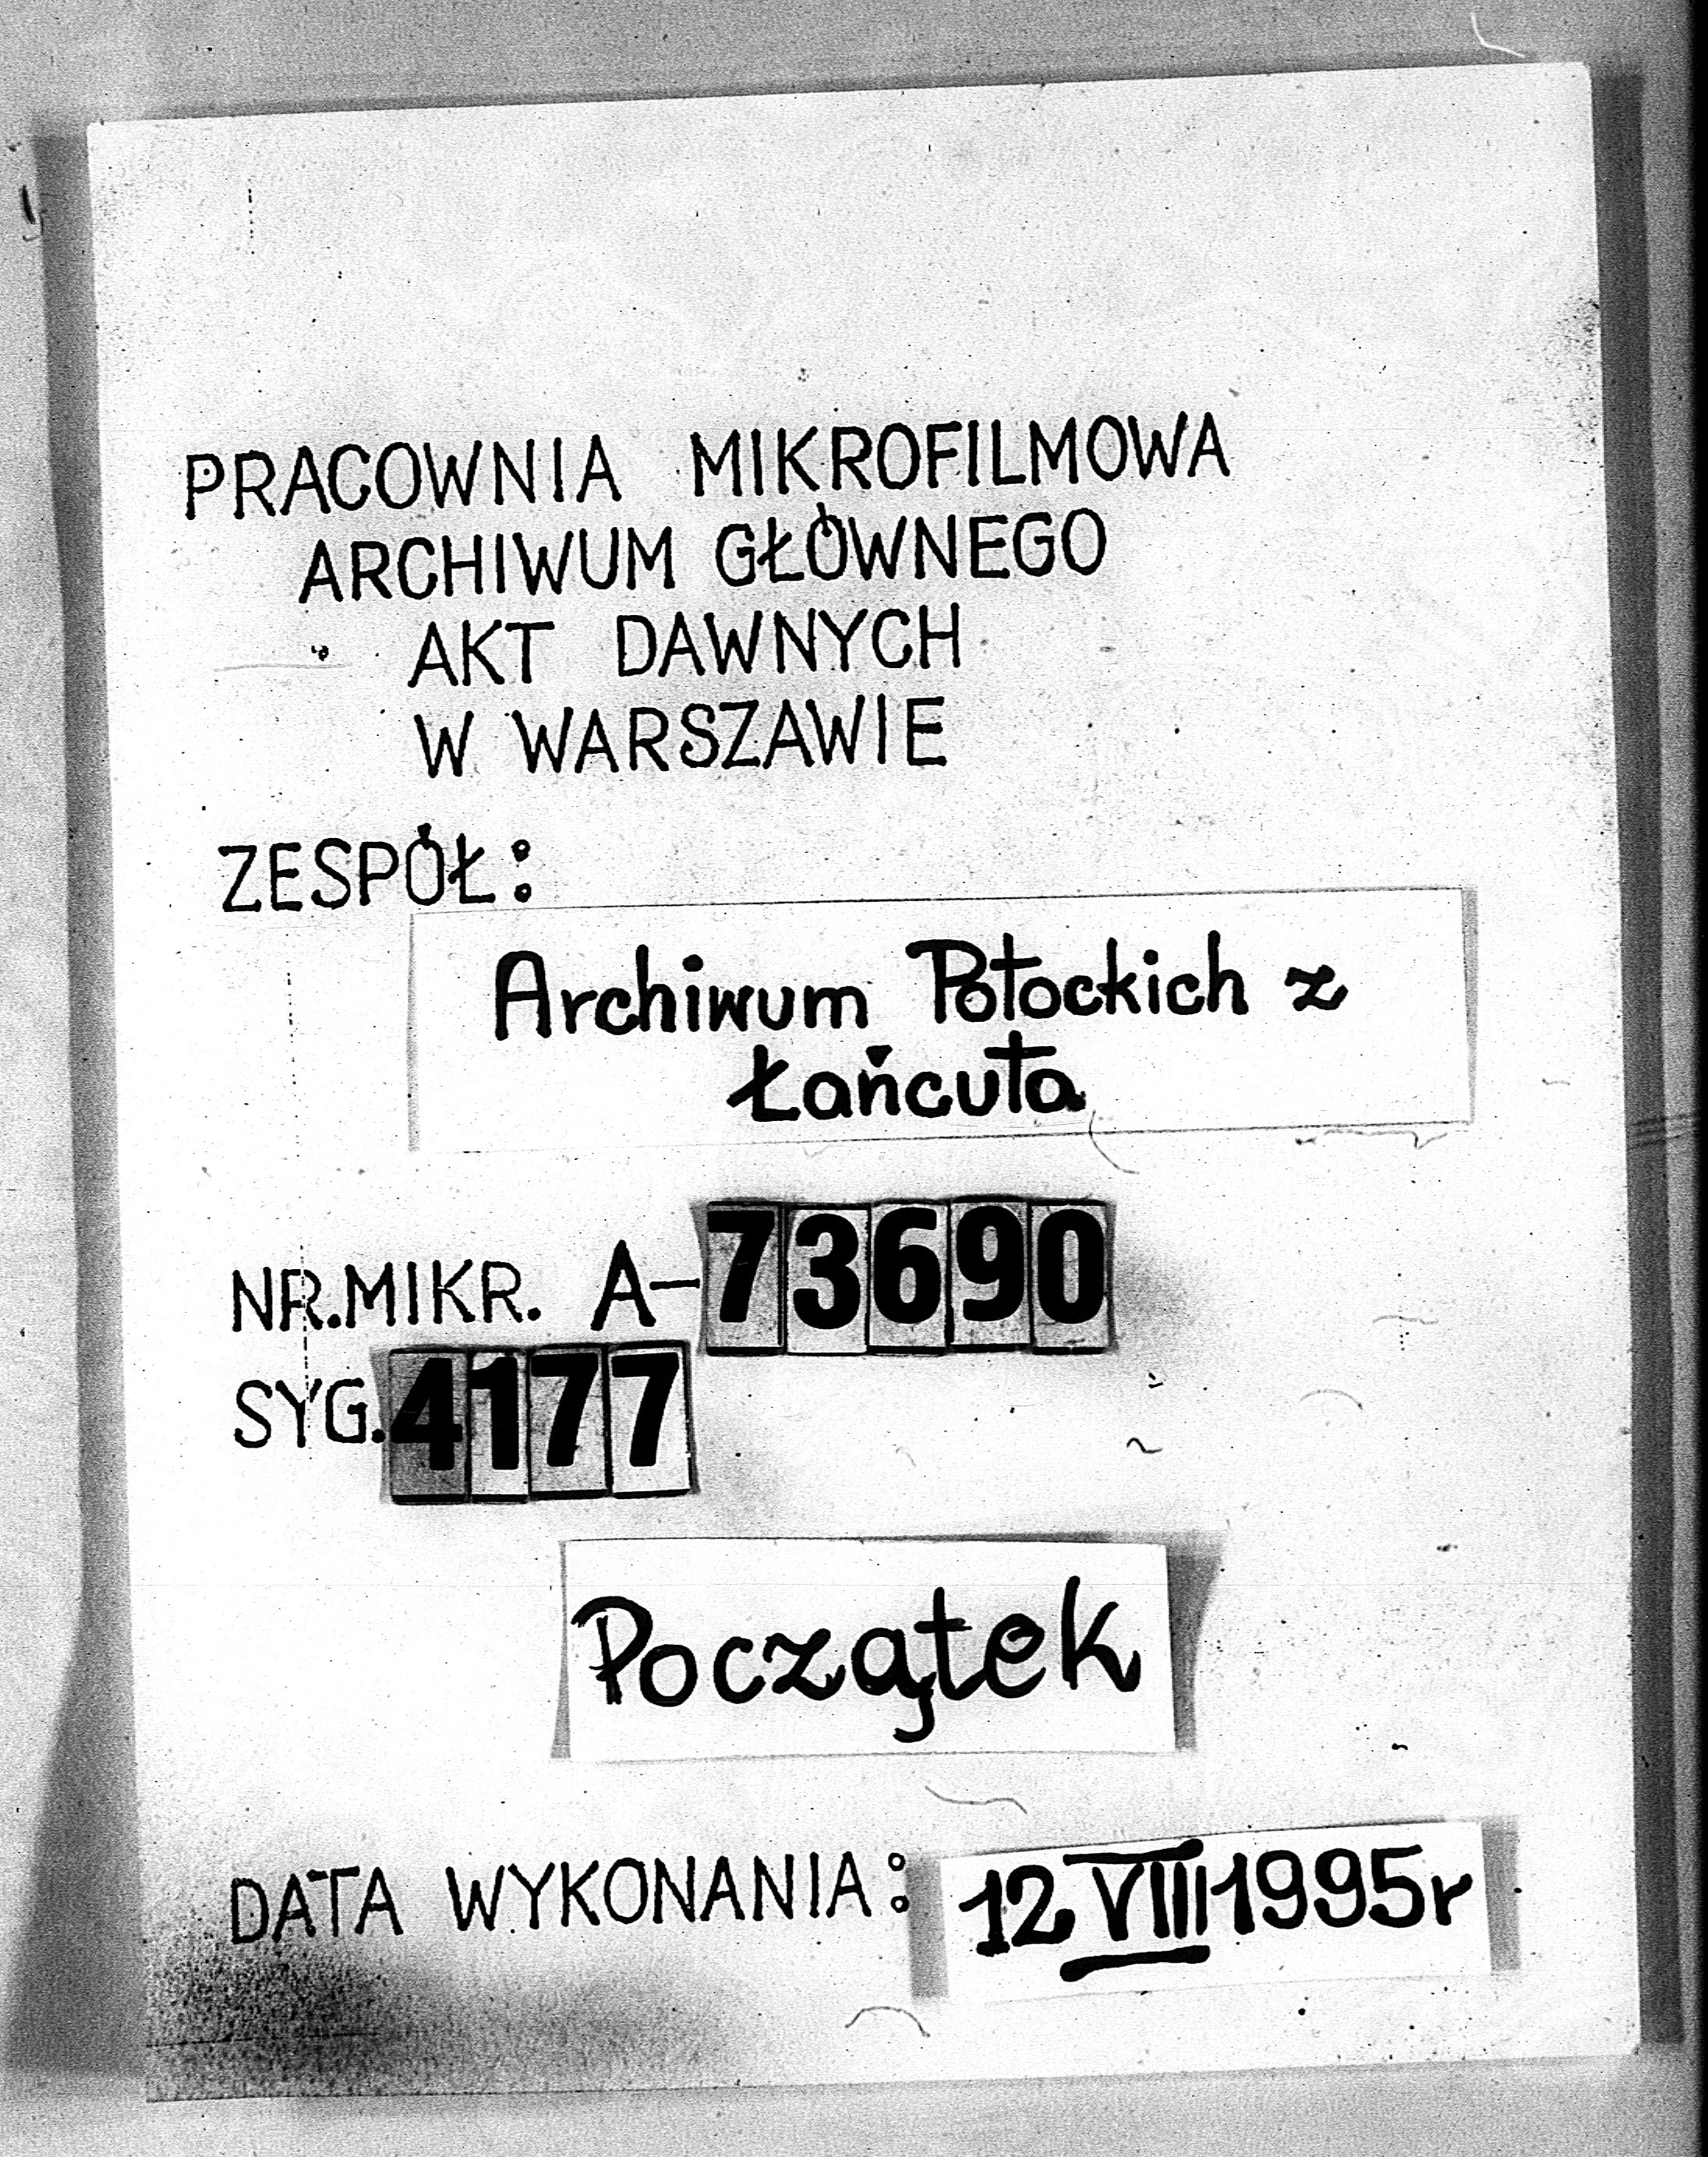 PRACOWNIA MIKROFILMOWA
ARCHIWUM GŁÓWNEGO
AKT DAWNYCH
W WARSZAWIE
ZESPÓŁ:
Archiwum Potockich z
Łańcuta
NR.MIKR. A-73690
SYG.4177
Początek
DATA WYKONANIA: 12 VIII 1995r